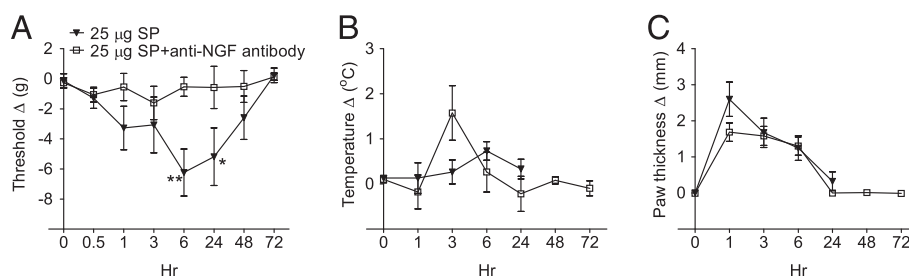 A
25 µg SP
25 µg SP+anti-NGF antibody
Threshold Δ (g)
2
0
-2
-4
-6
-8
**
*
0 0.5 1 3 6 24 48 72
Hr
B
Temperature Δ (°C)
3
2
1
0
0 1 3 6 24 48 72
Hr
C
Paw thickness Δ (mm)
4
3
2
1
0
0 1 3 6 24 48 72
Hr